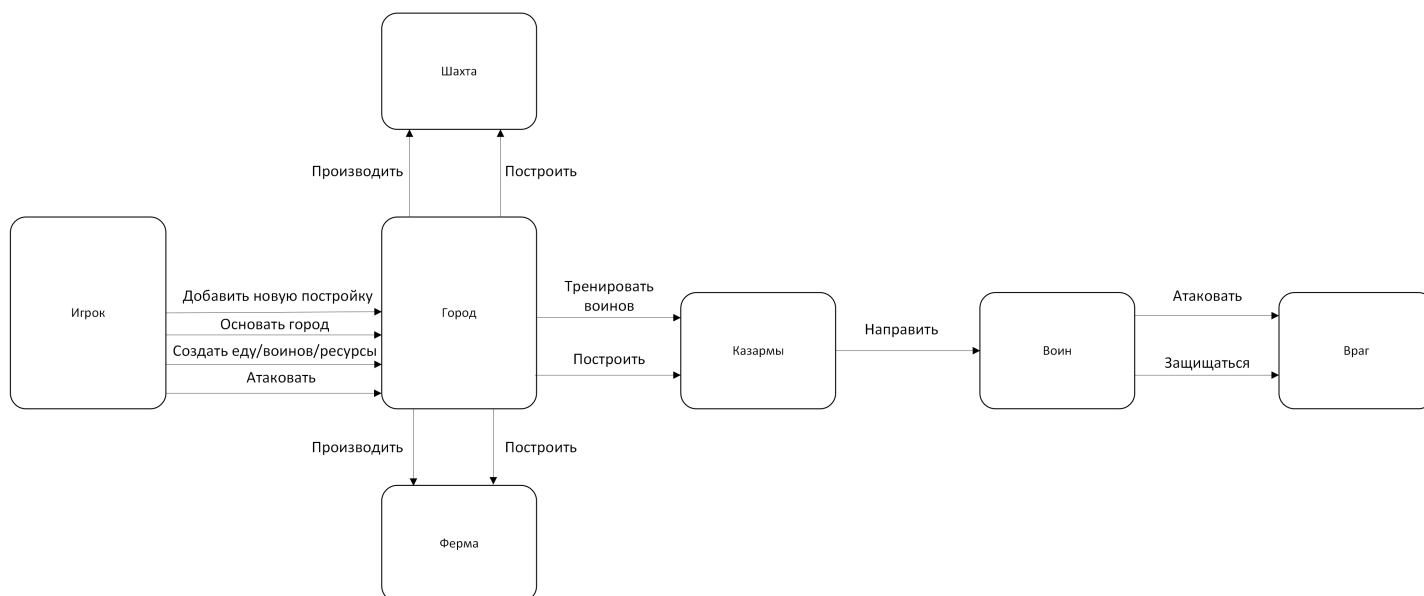 Шахта
Производить
Построить
Игрок
Добавить новую постройку
Основать город
Создать еду/воинов/ресурсы
Атаковать
Город
Тренировать
воинов
Построить
Казармы
Направить
Воин
Атаковать
Защищаться
Враг
Производить
Построить
Ферма